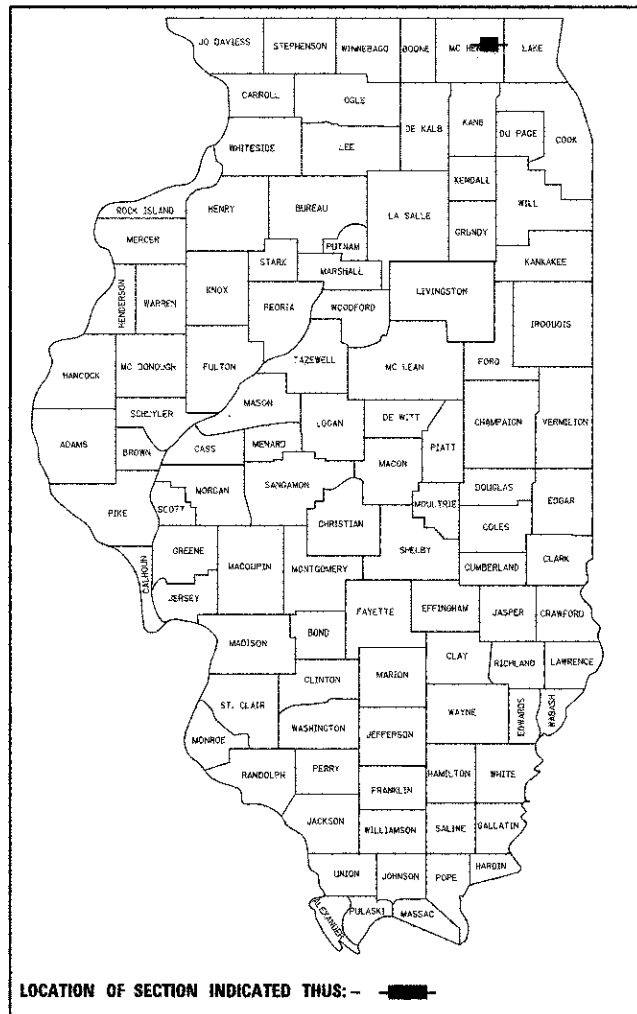 JO DAVIESS STEPHENSON WINNEBAGO BOONE MC HENRY LAKE
CARROLL OGLE DE KALB KANE DU PAGE COOK
WHITESIDE LEE KENDALL WILL
ROCK ISLAND HENRY BUREAU LA SALLE GRUNDY
MERCER PUTNAM KANKAKEE
STARK MARSHALL LIVINGSTON
HENDERSON WARREN KNOX PEORIA WOODFORD IROQUOIS
HANCOCK MC DONOUGH FULTON TAZEWELL MC LEAN FORD
SCHUYLER MASON LOGAN DE WITT CHAMPAIGN VERMILION
ADAMS BROWN CASS MENARD MACON PIATT
PIKE SCOTT MORGAN SANGAMON MOULTRIE DOUGLAS EDGAR
CHRISTIAN COLES
CALHOUN GREENE MACOUPIN MONTGOMERY SHELBY CUMBERLAND CLARK
JERSEY FAYETTE EFFINGHAM JASPER CRAWFORD
MADISON BOND CLAY RICHLAND LAWRENCE
CLINTON MARION
ST. CLAIR WAYNE EDWARDS WABASH
MONROE WASHINGTON JEFFERSON
RANDOLPH PERRY HAMILTON WHITE
FRANKLIN
JACKSON WILLIAMSON SALINE GALLATIN
UNION JOHNSON POPE HARDIN
ALEXANDER PULASKI MASSAC
LOCATION OF SECTION INDICATED THUS: -